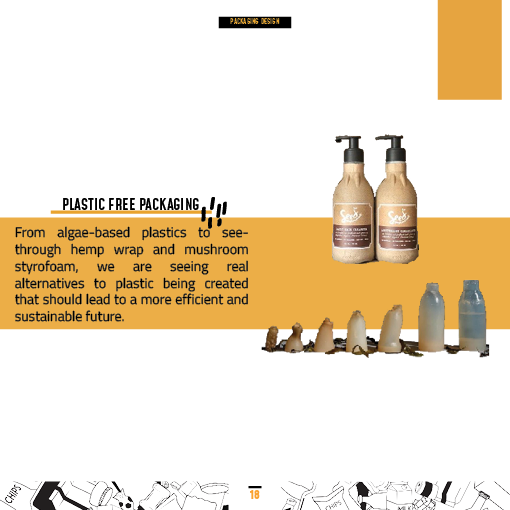 PACKAGING DESIGN
PLASTIC FREE PACKAGING
From algae-based plastics to see-
through hemp wrap and mushroom
styrofoam, we are seeing real
alternatives to plastic being created
that should lead to a more efficient and
sustainable future.
CHIPS
18
CHIPS